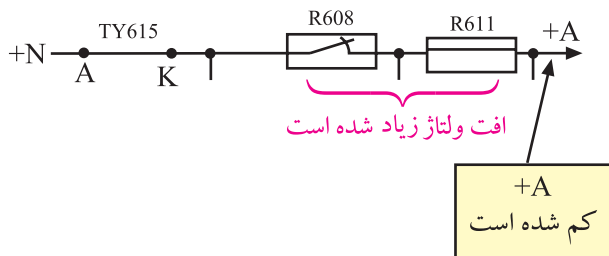 TY615 R608 R611
+N +A
A K
افت ولتاژ زیاد شده است
+A
کم شده است